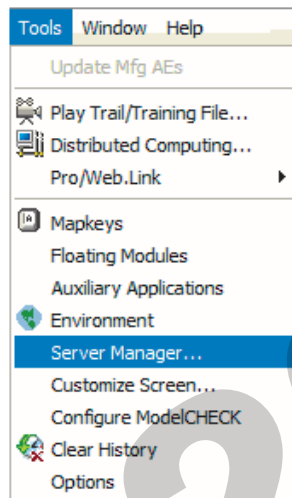 Tools Window Help
Update Mfg AEs
Play Trail/Training File...
Distributed Computing...
Pro/Web.Link
Mapkeys
Floating Modules
Auxiliary Applications
Environment
Server Manager...
Customize Screen...
Configure ModelCHECK
Clear History
Options